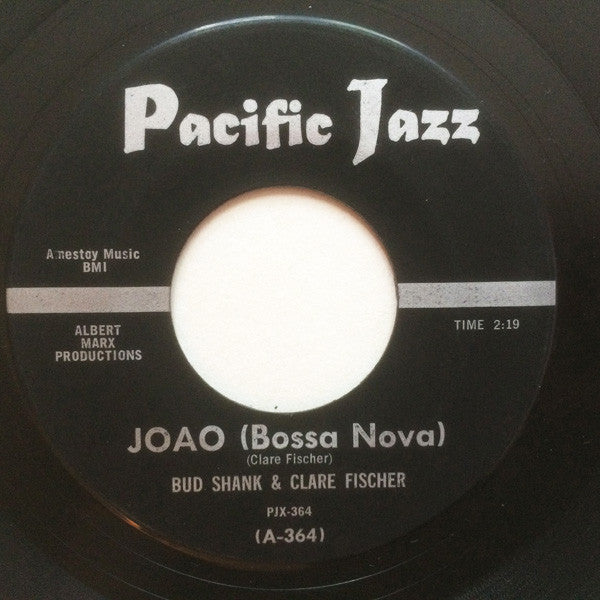 Pacific Jazz
Amestoy Music
BMI
ALBERT
MARX
PRODUCTIONS
TIME 2:19
JOAO (Bossa Nova)
(Clare Fischer)
BUD SHANK & CLARE FISCHER
PJX-364
(A-364)